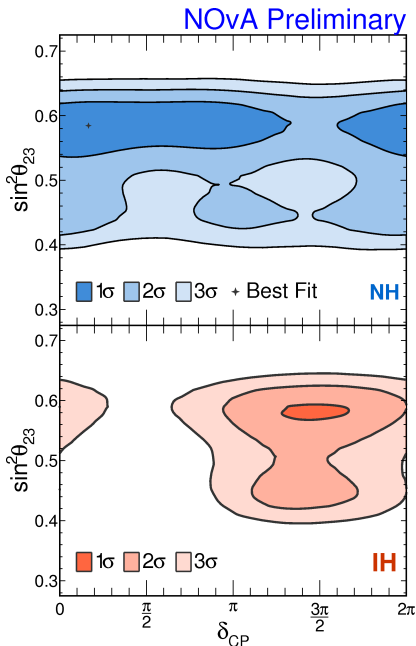 NOvA Preliminary
0.7
0.6
0.5
0.4
0.3
sin²θ₂₃
1σ 2σ 3σ + Best Fit
NH
0.7
0.6
0.5
0.4
0.3
sin²θ₂₃
1σ 2σ 3σ
IH
0 π/2 π 3π/2 2π
δCP